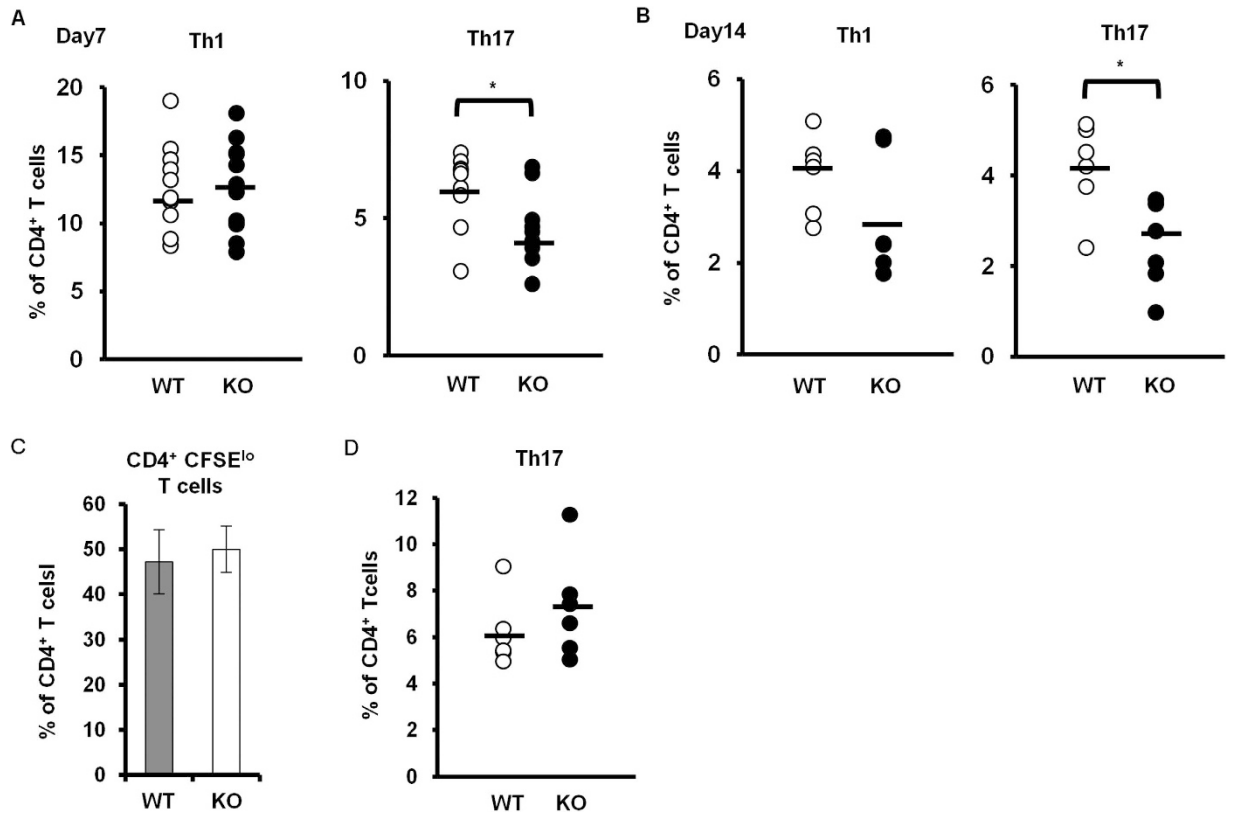 A
Day7
Th1
Th17
% of CD4⁺ T cells
20
15
10
5
0
WT KO
10
5
0
*
WT KO
B
Day14
Th1
Th17
% of CD4⁺ T cells
6
4
2
0
WT KO
6
4
2
0
*
WT KO
C
CD4⁺ CFSEˡᵒ
T cells
% of CD4⁺ T celsl
60
50
40
30
20
10
0
WT KO
D
Th17
% of CD4⁺ Tcells
12
10
8
6
4
2
0
WT KO